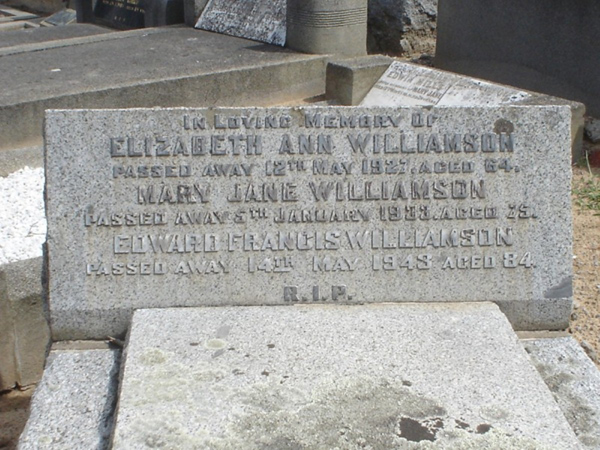 IN LOVING MEMORY OF
ELIZABETH ANN WILLIAMSON
PASSED AWAY 12TH MAY 1927. AGED 64.
MARY JANE WILLIAMSON
PASSED AWAY 5TH JANUARY 1933. AGED 75.
EDWARD FRANCIS WILLIAMSON
PASSED AWAY 14TH MAY 1943 AGED 84.
R.I.P.